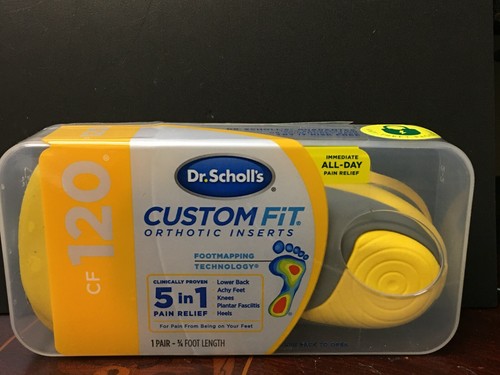 CF 120®
Dr. Scholl's®
CUSTOM FiT®
ORTHOTIC INSERTS
FOOTMAPPING
TECHNOLOGY®
CLINICALLY PROVEN
5 in 1
PAIN RELIEF
Lower Back
Achy Feet
Knees
Plantar Fasciitis
Heels
For Pain From Being on Your Feet
1 PAIR – ¾ FOOT LENGTH
IMMEDIATE
ALL-DAY
PAIN RELIEF